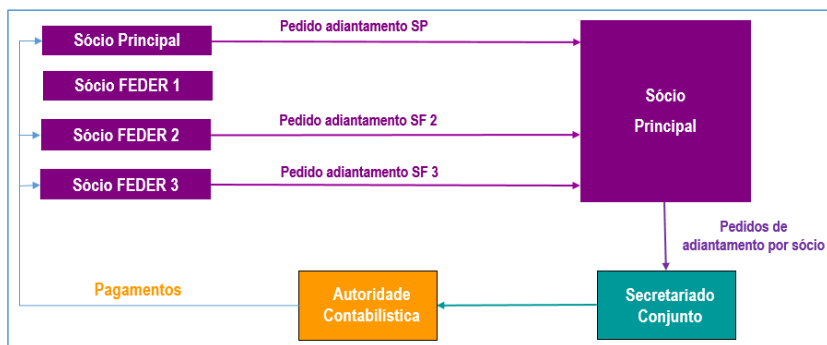 Sócio Principal
Pedido adiantamento SP
Sócio FEDER 1
Sócio FEDER 2
Pedido adiantamento SF 2
Sócio FEDER 3
Pedido adiantamento SF 3
Sócio
Principal
Pedidos de
adiantamento por sócio
Pagamentos
Autoridade
Contabilística
Secretariado
Conjunto